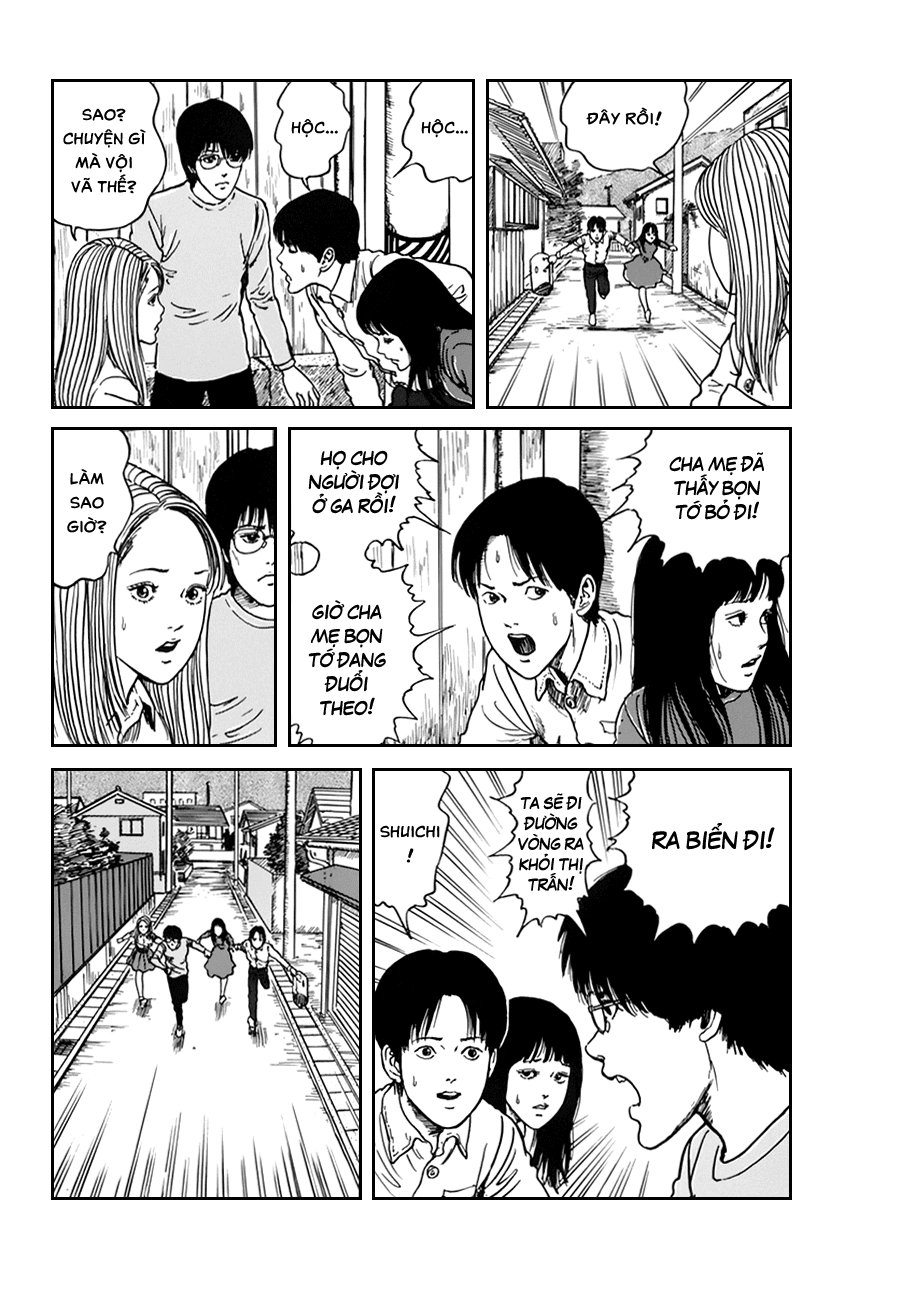 ĐÂY RỒI!
HỘC...
HỘC...
SAO?
CHUYỆN GÌ
MÀ VỘI
VÃ THẾ?
CHA MẸ ĐÃ
THẤY BỌN
TỚ BỎ ĐI!
HỌ CHO
NGƯỜI ĐỢI
Ở GA RỒI!
GIỜ CHA
MẸ BỌN
TỚ ĐANG
ĐUỔI
THEO!
LÀM
SAO
GIỜ?
RA BIỂN ĐI!
TA SẼ ĐI
ĐƯỜNG
VÒNG RA
KHỎI THỊ
TRẤN!
SHUICHI
!